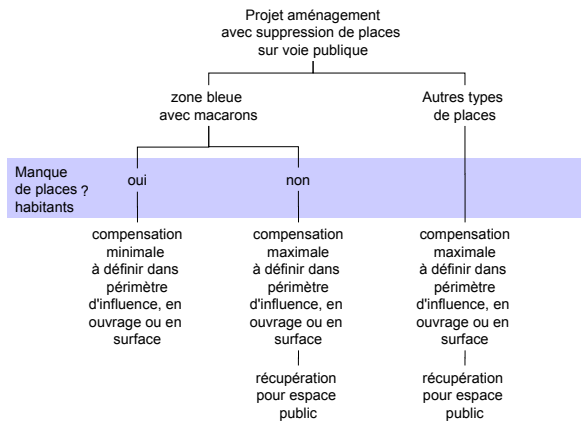 Projet aménagement
avec suppression de places
sur voie publique
zone bleue
avec macarons
Autres types
de places
Manque
de places ?
habitants
oui
non
compensation
minimale
à définir dans
périmètre
d'influence, en
ouvrage ou en
surface
compensation
maximale
à définir dans
périmètre
d'influence, en
ouvrage ou en
surface
compensation
maximale
à définir dans
périmètre
d'influence, en
ouvrage ou en
surface
récupération
pour espace
public
récupération
pour espace
public